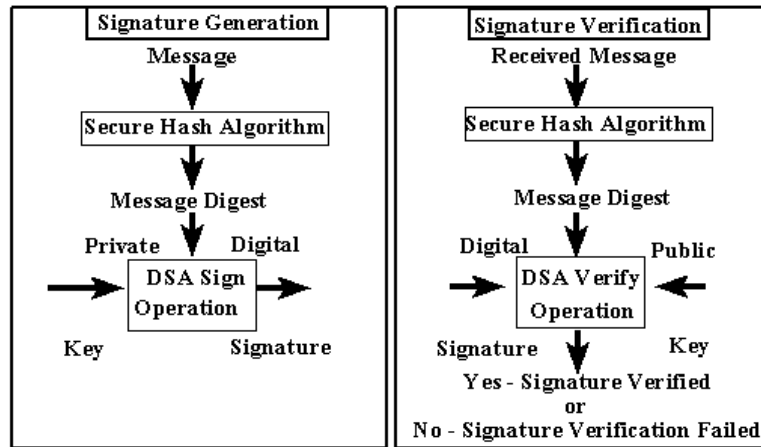 Signature Generation
Message
Secure Hash Algorithm
Message Digest
Private
Digital
DSA Sign
Operation
Key
Signature
Signature Verification
Received Message
Secure Hash Algorithm
Message Digest
Digital
Public
DSA Verify
Operation
Signature
Key
Yes - Signature Verified
or
No - Signature Verification Failed